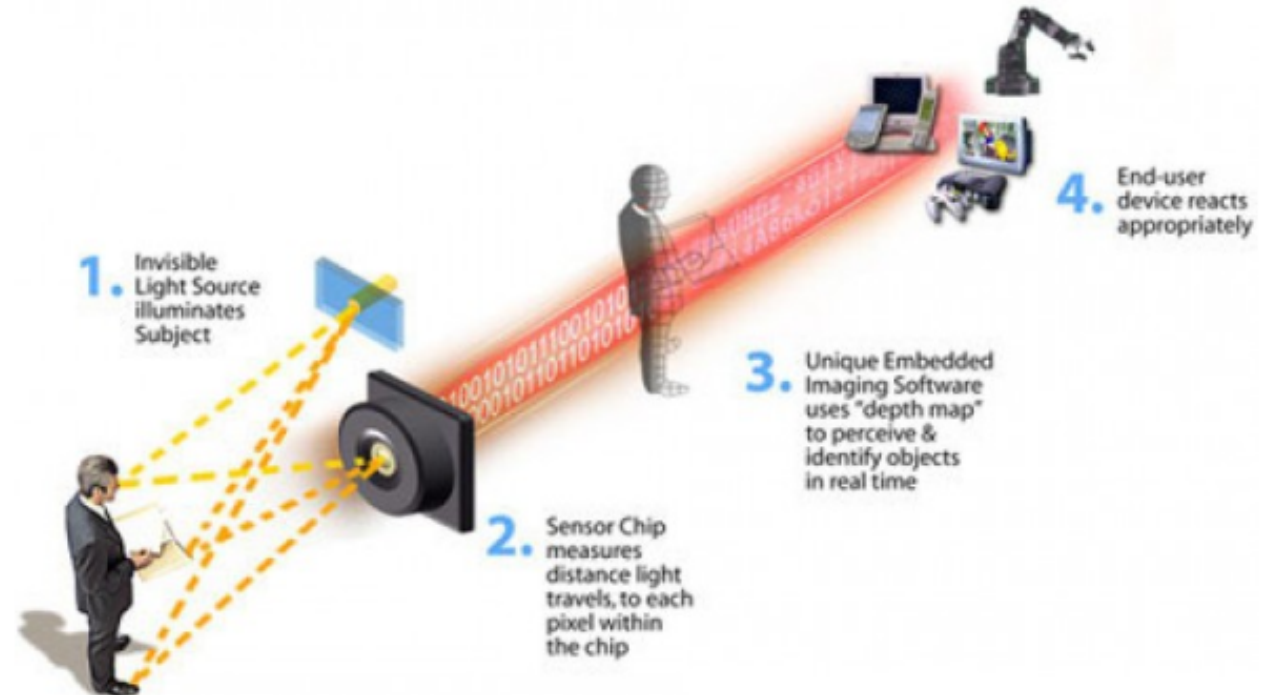 1. Invisible
Light Source
illuminates
Subject
2. Sensor Chip
measures
distance light
travels, to each
pixel within
the chip
3. Unique Embedded
Imaging Software
uses "depth map"
to perceive &
identify objects
in real time
4. End-user
device reacts
appropriately